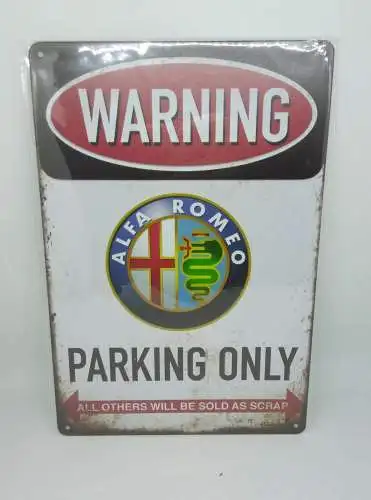 WARNING
ALFA ROMEO
PARKING ONLY
ALL OTHERS WILL BE SOLD AS SCRAP